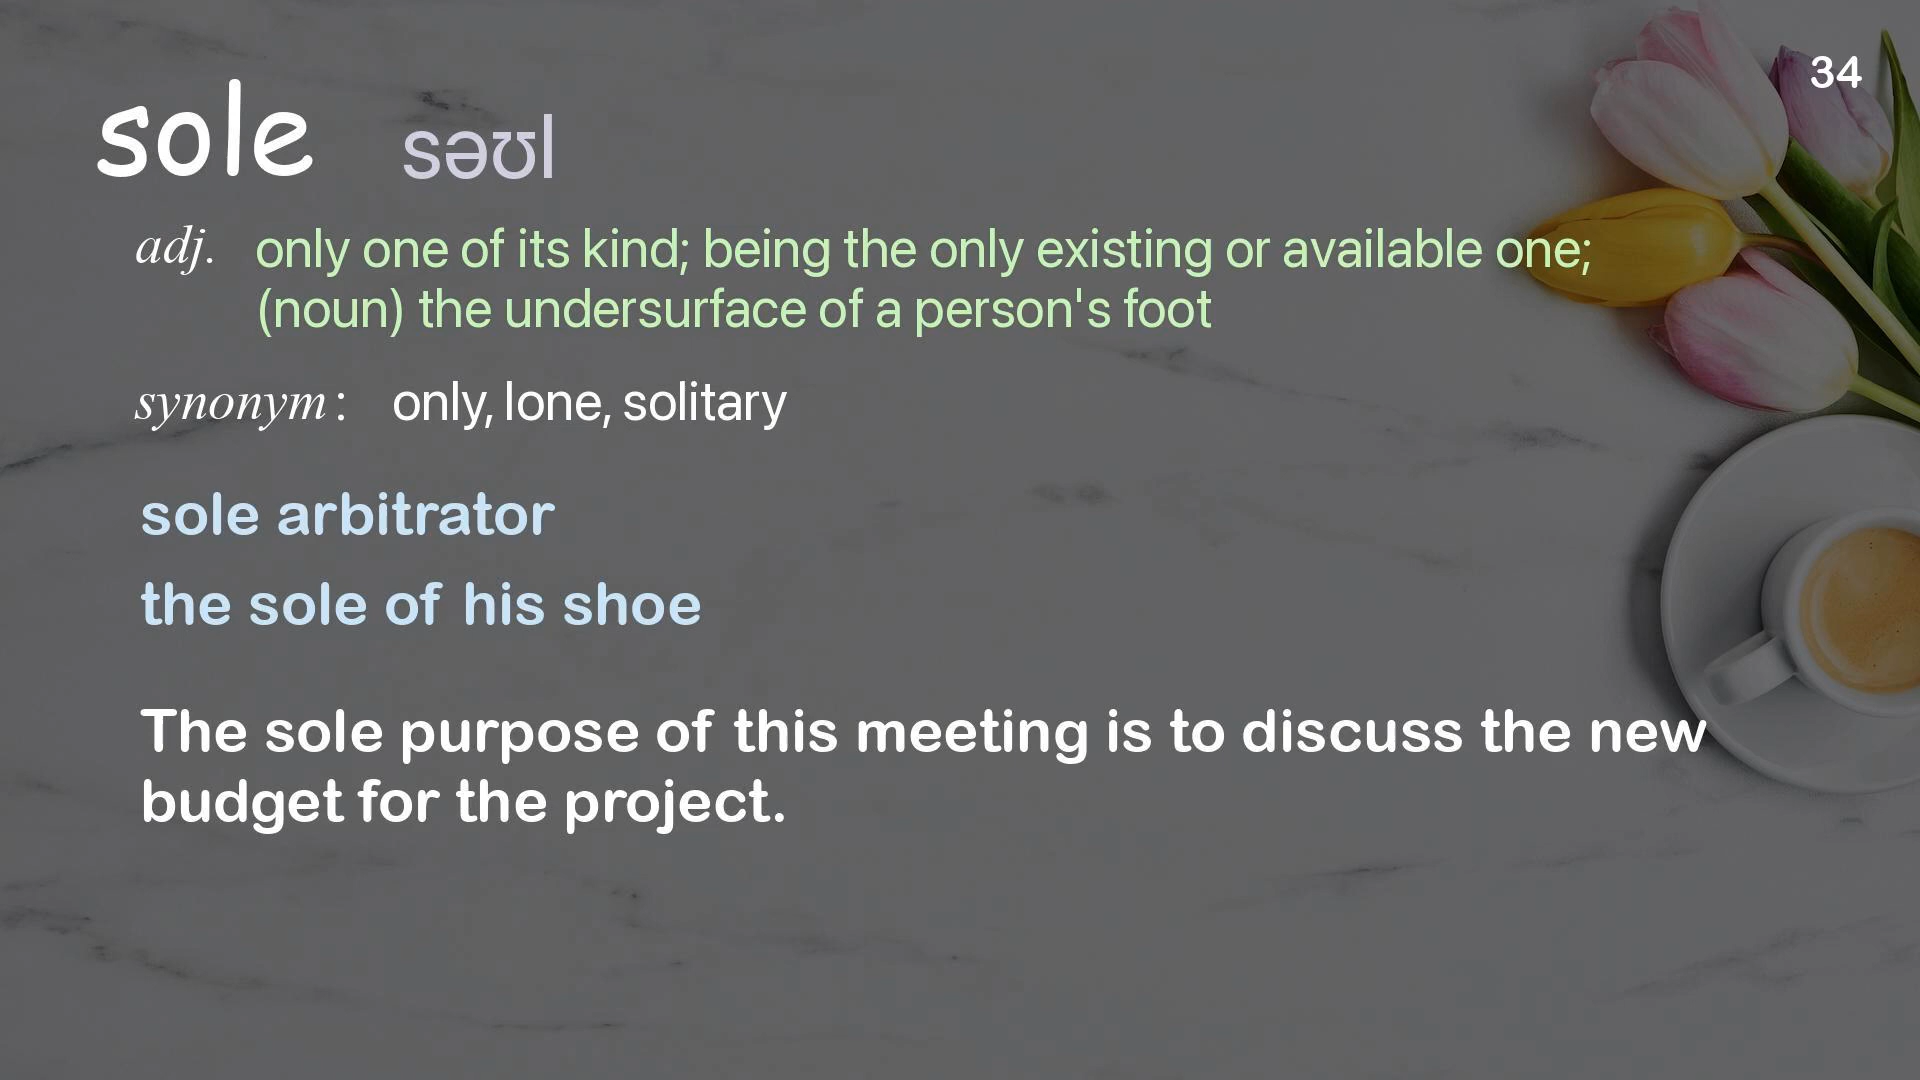 34
sole səʊl
adj. only one of its kind; being the only existing or available one;
(noun) the undersurface of a person's foot
synonym: only, lone, solitary
sole arbitrator
the sole of his shoe
The sole purpose of this meeting is to discuss the new
budget for the project.